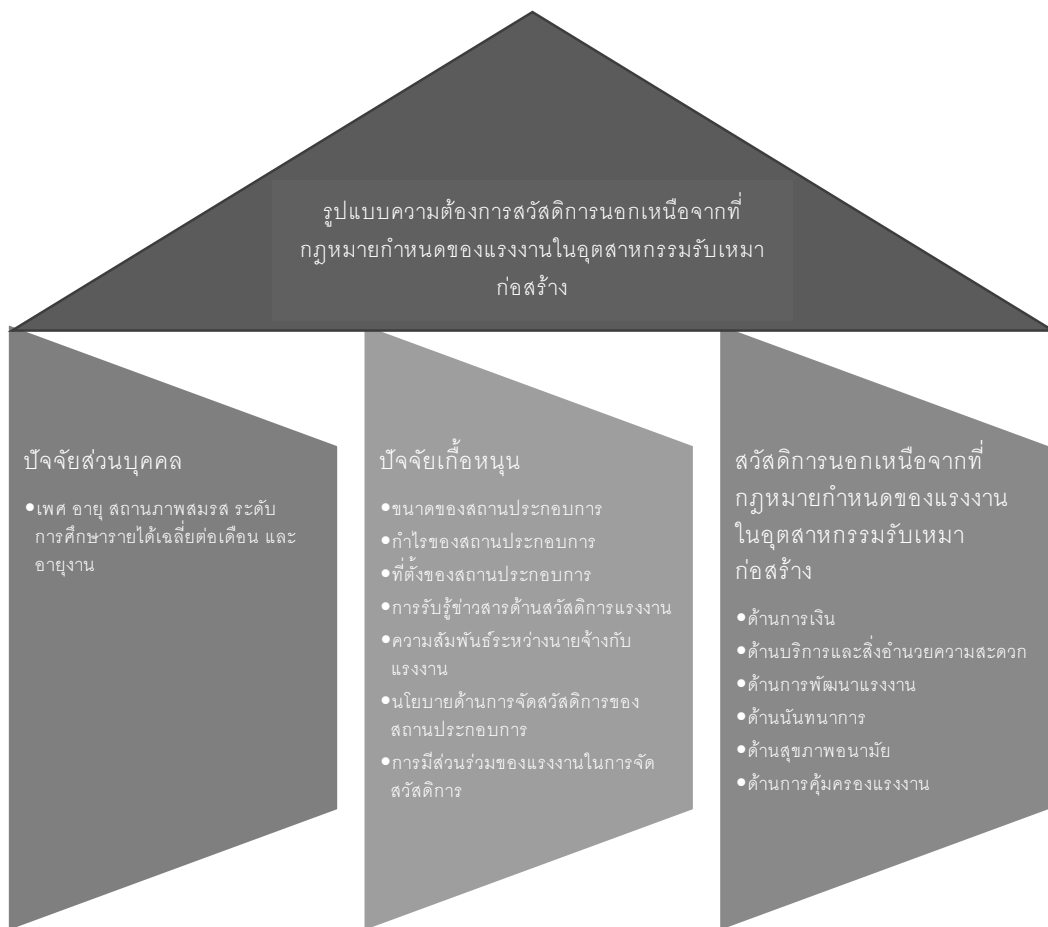 รูปแบบความต้องการสวัสดิการนอกเหนือจากที่
กฎหมายกำหนดของแรงงานในอุตสาหกรรมรับเหมา
ก่อสร้าง
ปัจจัยส่วนบุคคล
•เพศ อายุ สถานภาพสมรส ระดับ
การศึกษารายได้เฉลี่ยต่อเดือน และ
อายุงาน
ปัจจัยเกื้อหนุน
•ขนาดของสถานประกอบการ
•กำไรของสถานประกอบการ
•ที่ตั้งของสถานประกอบการ
•การรับรู้ข่าวสารด้านสวัสดิการแรงงาน
•ความสัมพันธ์ระหว่างนายจ้างกับ
แรงงาน
•นโยบายด้านการจัดสวัสดิการของ
สถานประกอบการ
•การมีส่วนร่วมของแรงงานในการจัด
สวัสดิการ
สวัสดิการนอกเหนือจากที่
กฎหมายกำหนดของแรงงาน
ในอุตสาหกรรมรับเหมา
ก่อสร้าง
•ด้านการเงิน
•ด้านบริการและสิ่งอำนวยความสะดวก
•ด้านการพัฒนาแรงงาน
•ด้านนันทนาการ
•ด้านสุขภาพอนามัย
•ด้านการคุ้มครองแรงงาน